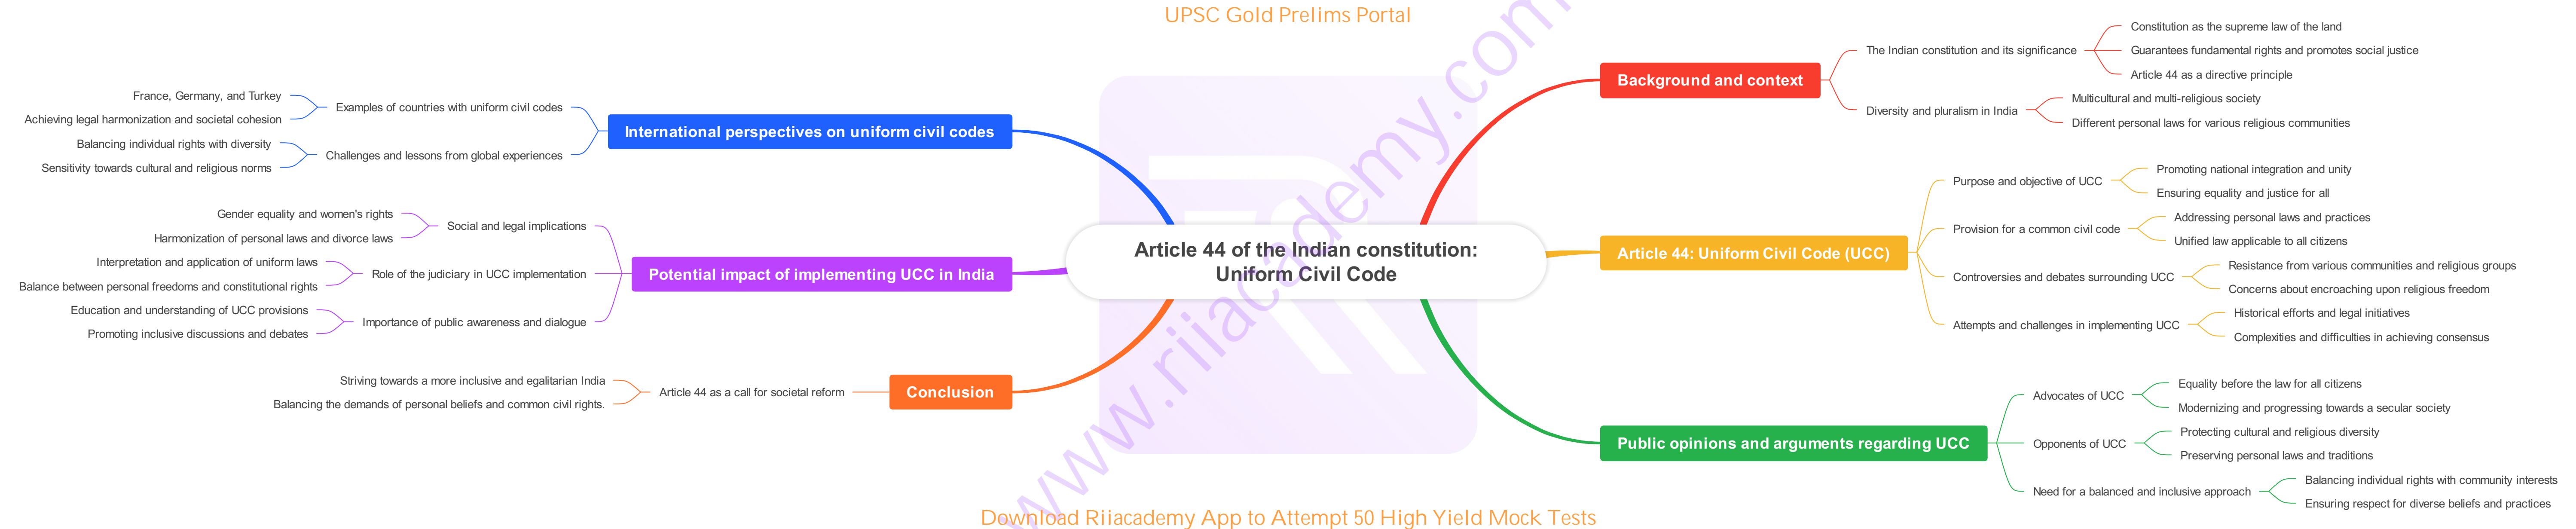 UPSC Gold Prelims Portal
Article 44 of the Indian constitution:
Uniform Civil Code
Background and context
The Indian constitution and its significance
Constitution as the supreme law of the land
Guarantees fundamental rights and promotes social justice
Article 44 as a directive principle
Diversity and pluralism in India
Multicultural and multi-religious society
Different personal laws for various religious communities
Article 44: Uniform Civil Code (UCC)
Purpose and objective of UCC
Promoting national integration and unity
Ensuring equality and justice for all
Provision for a common civil code
Addressing personal laws and practices
Unified law applicable to all citizens
Controversies and debates surrounding UCC
Resistance from various communities and religious groups
Concerns about encroaching upon religious freedom
Attempts and challenges in implementing UCC
Historical efforts and legal initiatives
Complexities and difficulties in achieving consensus
Public opinions and arguments regarding UCC
Advocates of UCC
Equality before the law for all citizens
Modernizing and progressing towards a secular society
Opponents of UCC
Protecting cultural and religious diversity
Preserving personal laws and traditions
Need for a balanced and inclusive approach
Balancing individual rights with community interests
Ensuring respect for diverse beliefs and practices
International perspectives on uniform civil codes
Examples of countries with uniform civil codes
France, Germany, and Turkey
Achieving legal harmonization and societal cohesion
Challenges and lessons from global experiences
Balancing individual rights with diversity
Sensitivity towards cultural and religious norms
Potential impact of implementing UCC in India
Social and legal implications
Gender equality and women's rights
Harmonization of personal laws and divorce laws
Role of the judiciary in UCC implementation
Interpretation and application of uniform laws
Balance between personal freedoms and constitutional rights
Importance of public awareness and dialogue
Education and understanding of UCC provisions
Promoting inclusive discussions and debates
Conclusion
Article 44 as a call for societal reform
Striving towards a more inclusive and egalitarian India
Balancing the demands of personal beliefs and common civil rights.
www.riiacademy.com
Download Riiacademy App to Attempt 50 High Yield Mock Tests